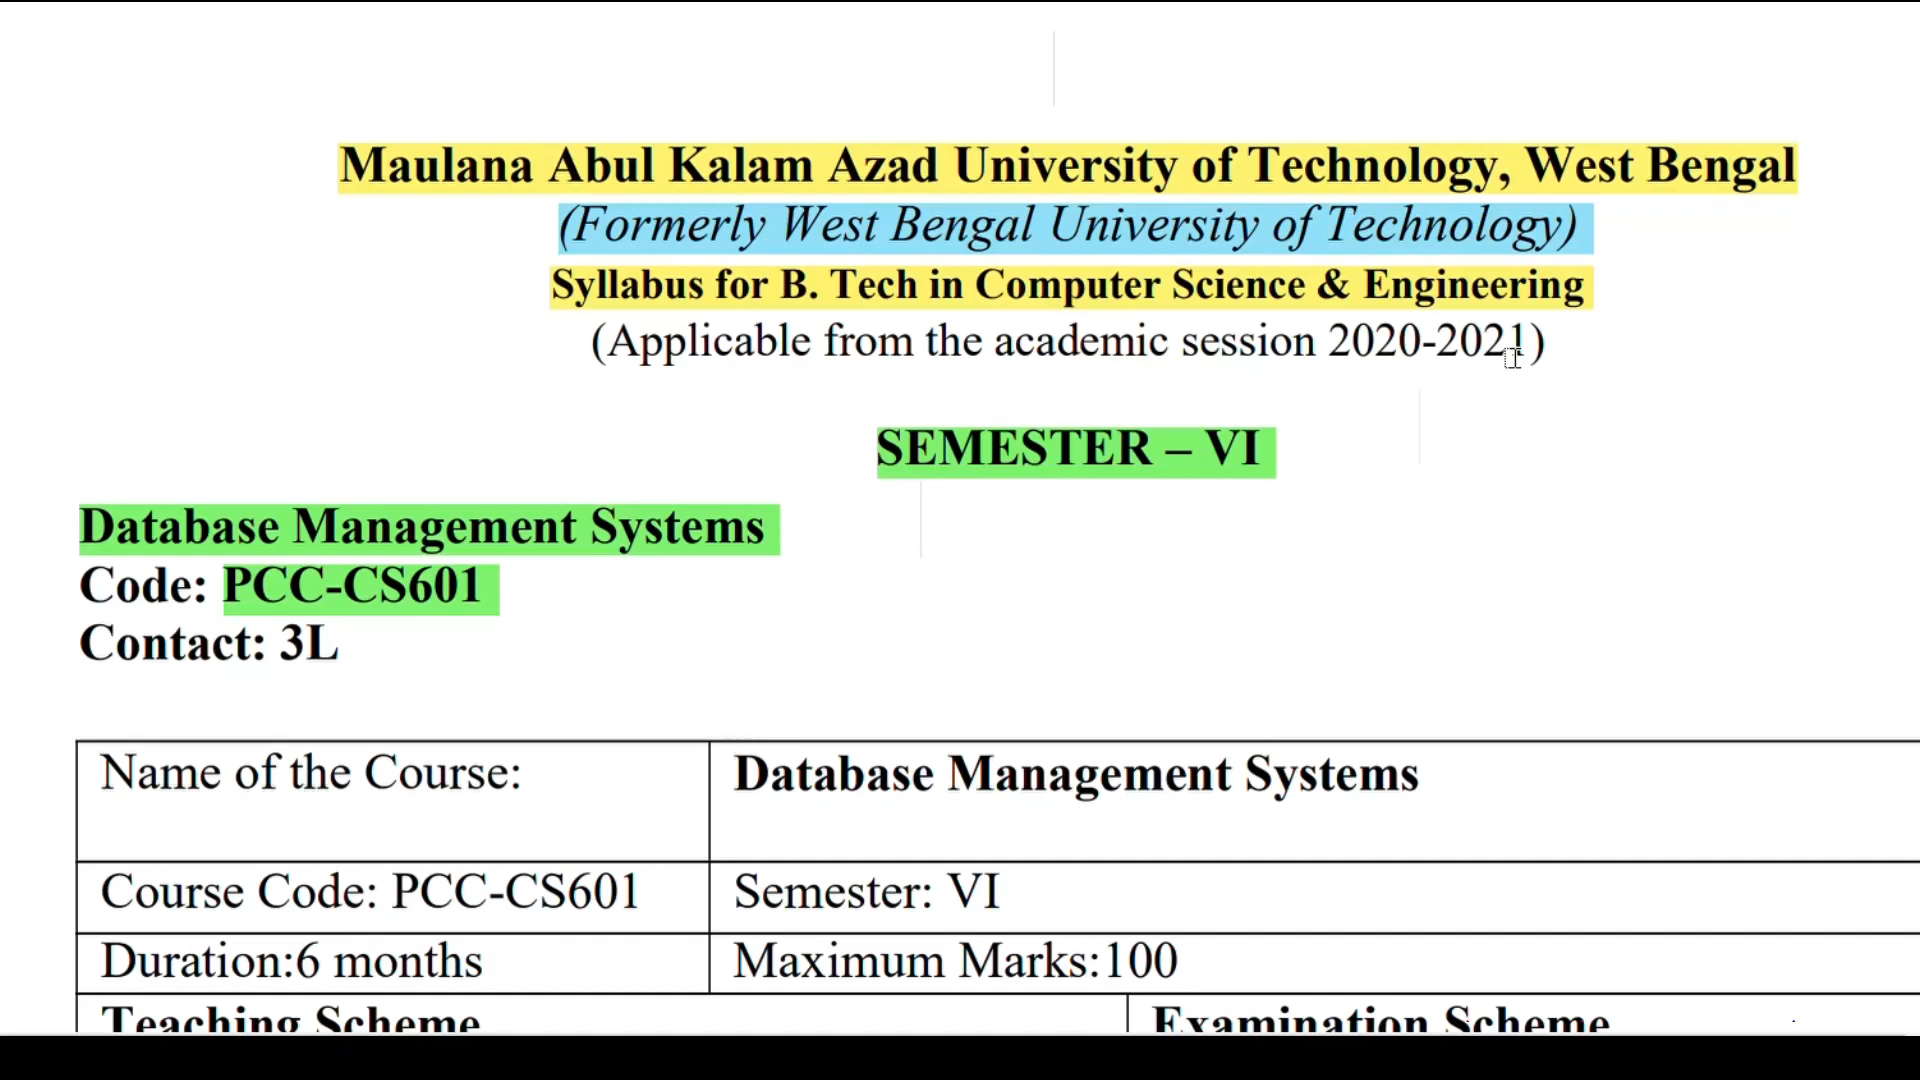 Maulana Abul Kalam Azad University of Technology, West Bengal
(Formerly West Bengal University of Technology)
Syllabus for B. Tech in Computer Science & Engineering
(Applicable from the academic session 2020-2021)
SEMESTER – VI
Database Management Systems
Code: PCC-CS601
Contact: 3L
Name of the Course:
Database Management Systems
Course Code: PCC-CS601
Semester: VI
Duration:6 months
Maximum Marks:100
Teaching Scheme
Examination Scheme